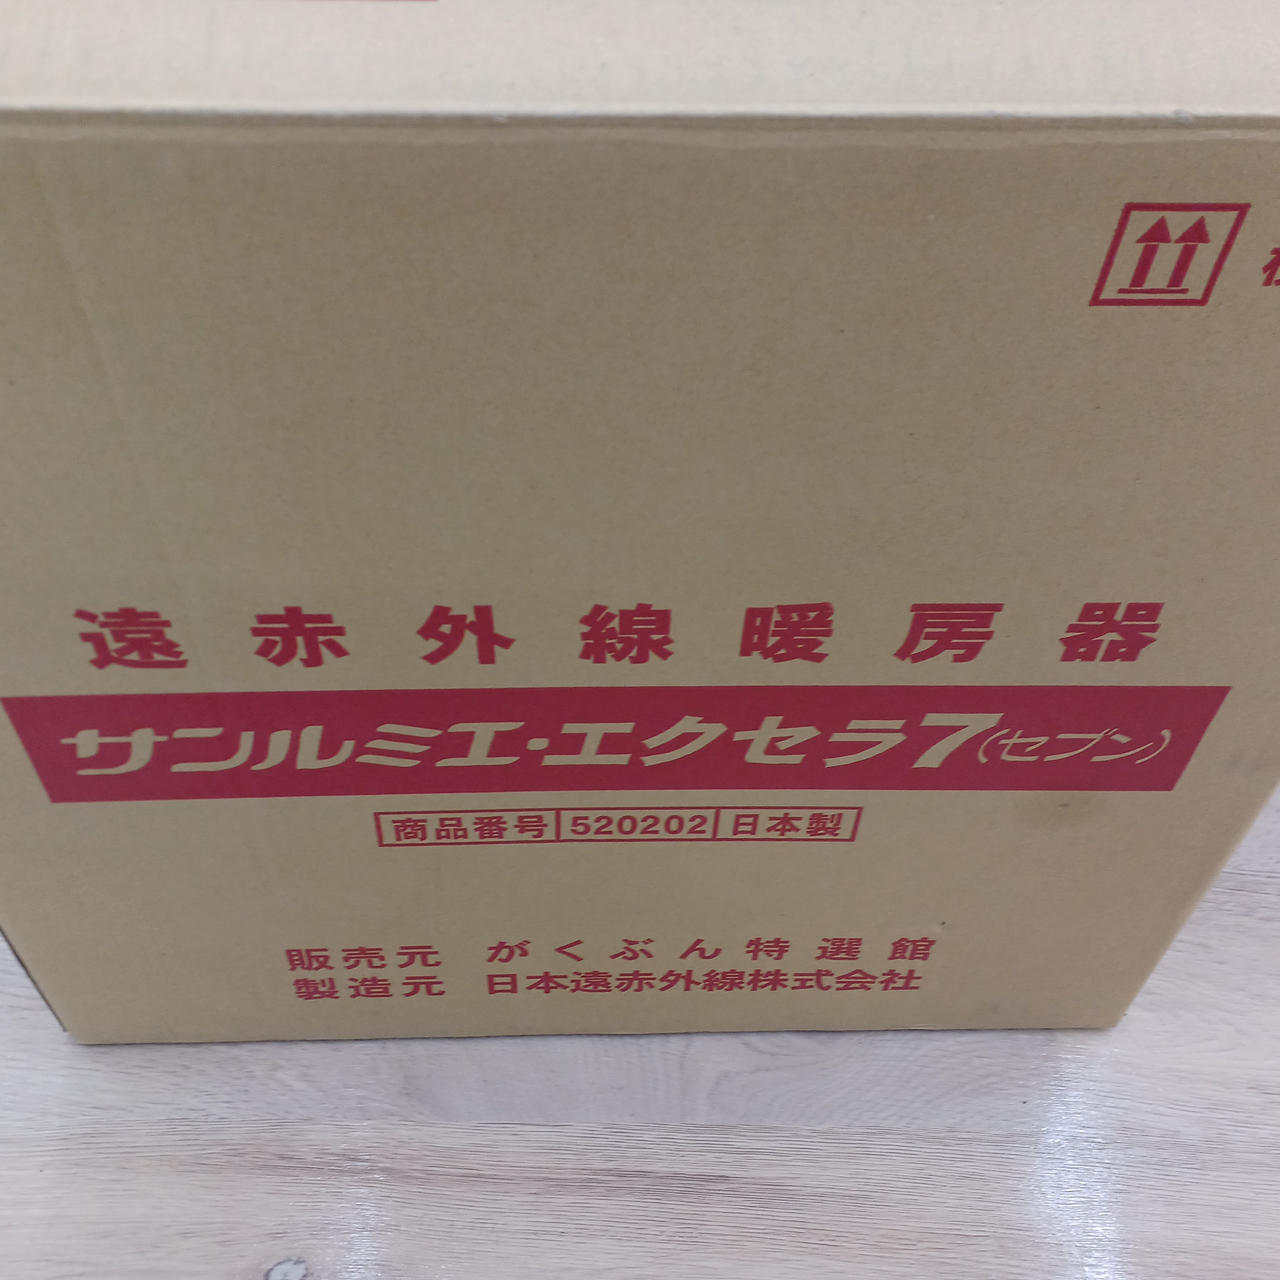 遠赤外線暖房器
サンルミエ・エクセラ7(セブン)
商品番号 520202 日本製
販売元 がくぶん特選館
製造元 日本遠赤外線株式会社